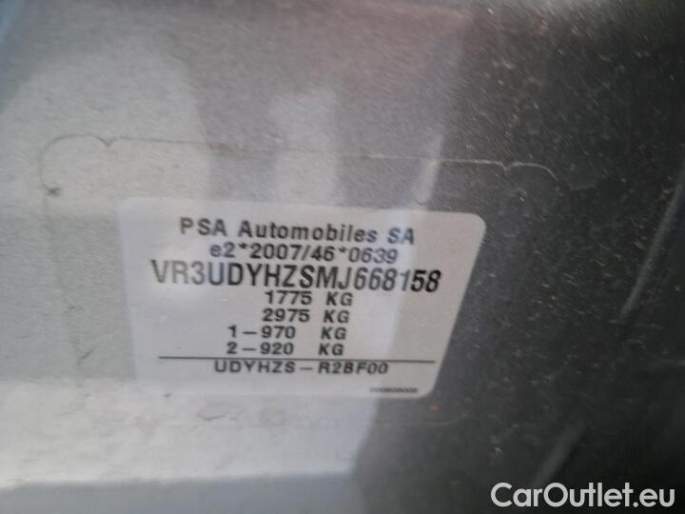 PSA Automobiles SA
e2*2007/46*0639
VR3UDYHZSMJ668158
1775 KG
2975 KG
1-970 KG
2-920 KG
UDYHZS-R2BF00
CarOutlet.eu